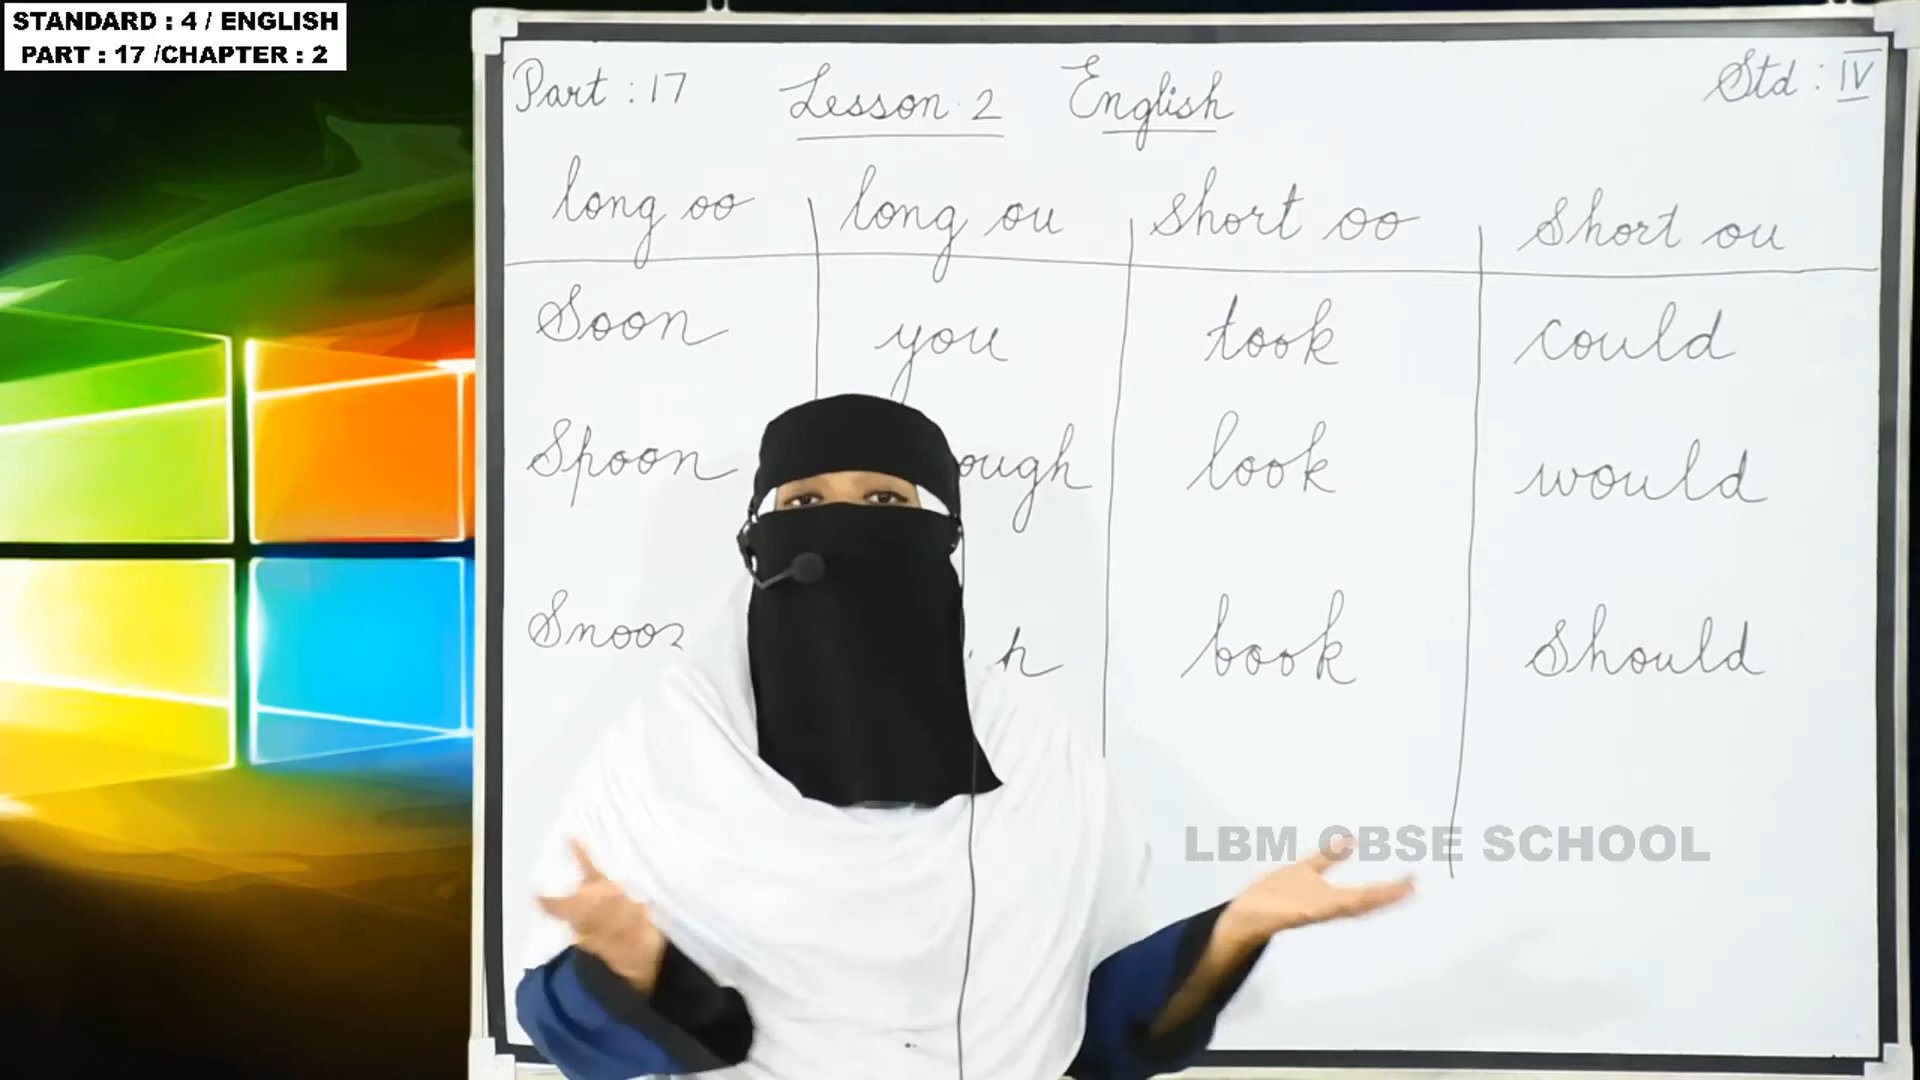 STANDARD : 4 / ENGLISH
PART : 17 /CHAPTER : 2
Part : 17 Lesson 2 English Std : IV
long oo long ou short oo short ou
Soon you took could
Spoon look would
book should
LBM CBSE SCHOOL